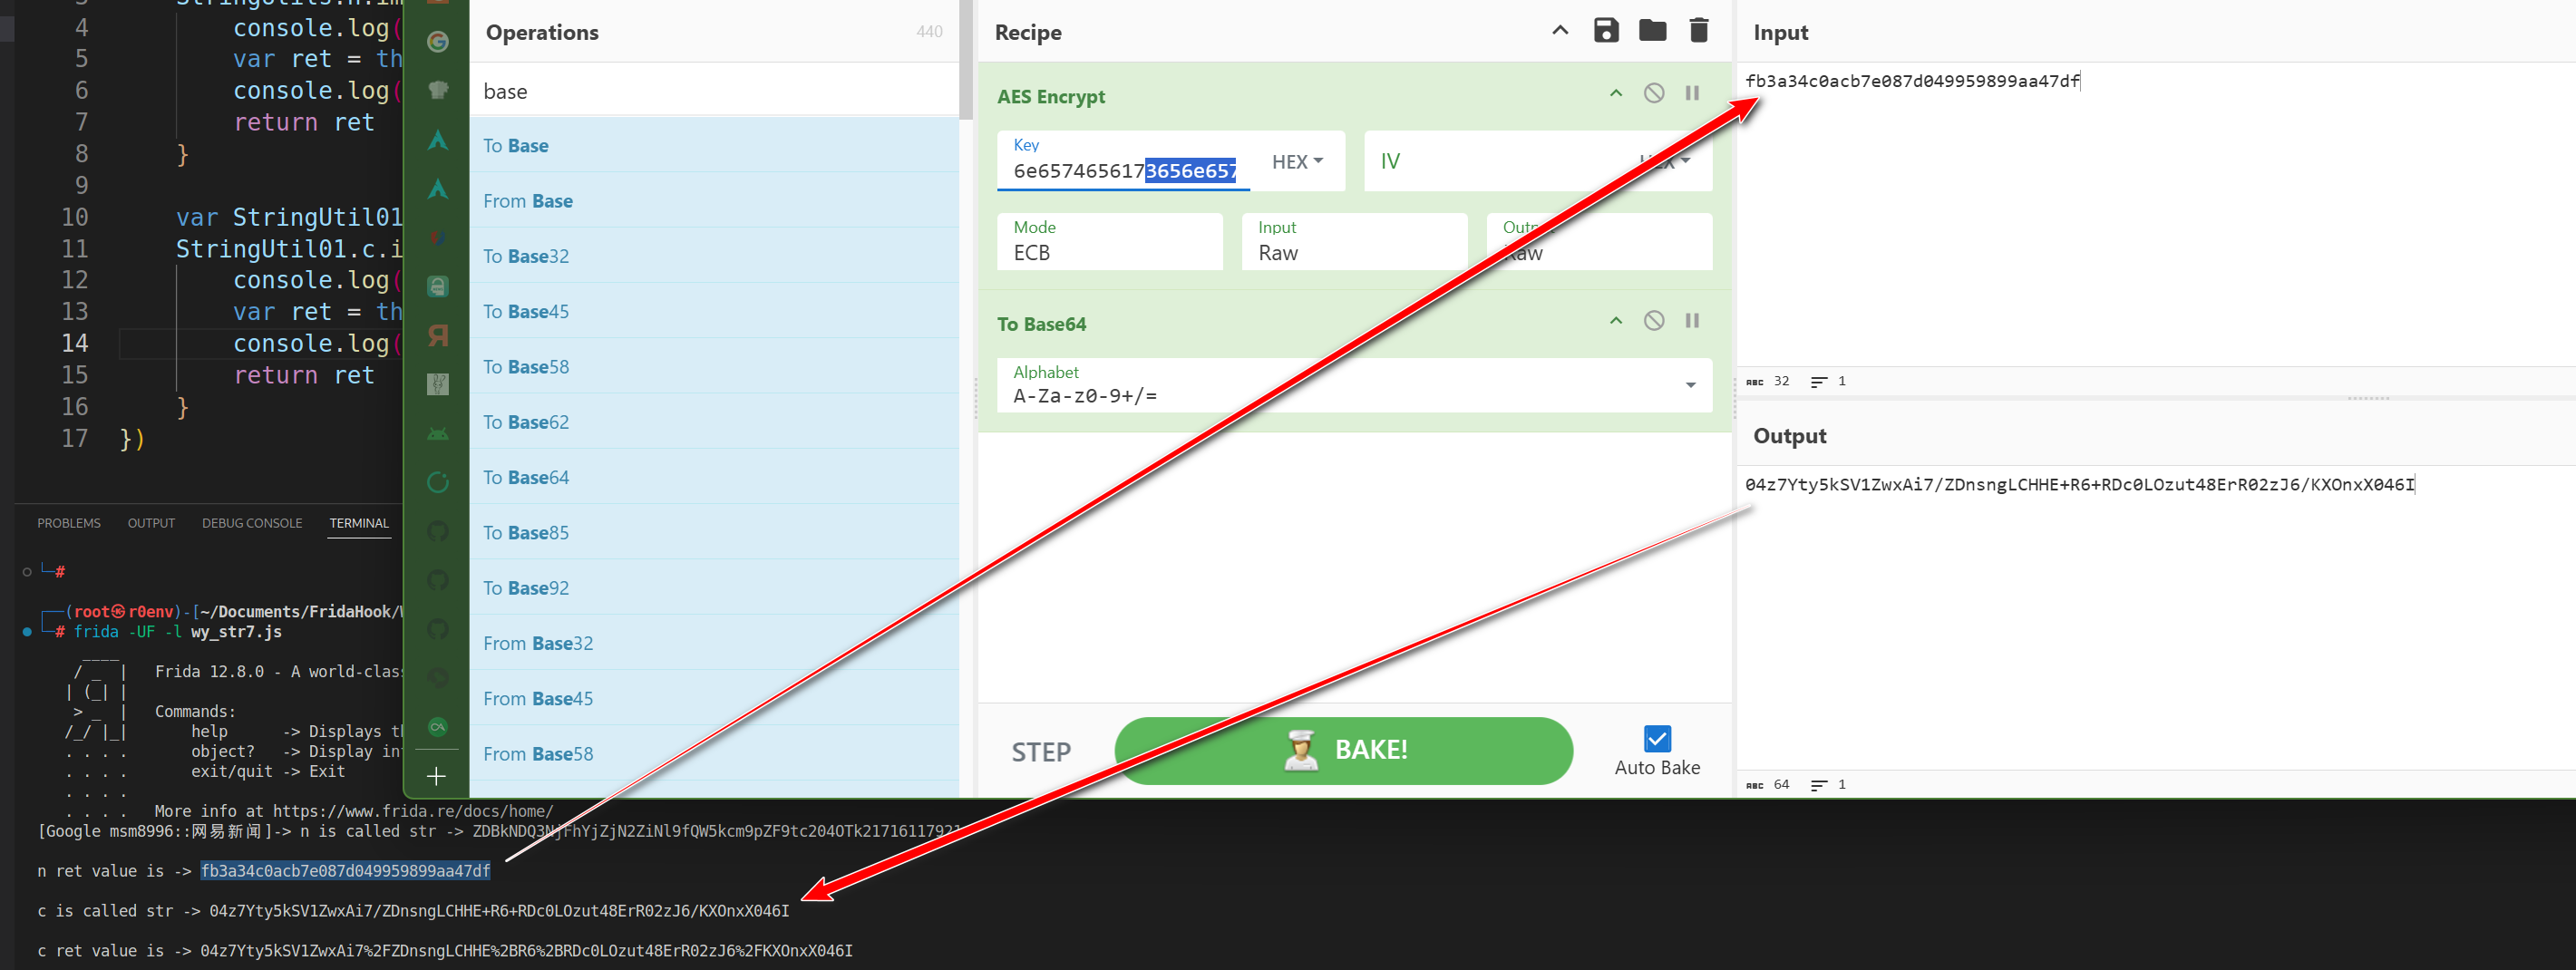 4 console.log(
5 var ret = th
6 console.log(
7 return ret
8 }
9
10 var StringUtil01
11 StringUtil01.c.i
12 console.log(
13 var ret = th
14 console.log(
15 return ret
16 }
17 })
PROBLEMS OUTPUT DEBUG CONSOLE TERMINAL
└─#
┌──(root㉿r0env)-[~/Documents/FridaHook/
└─# frida -UF -l wy_str7.js
Frida 12.8.0 - A world-clas
Commands:
help -> Displays th
object? -> Display in
exit/quit -> Exit
More info at https://www.frida.re/docs/home/
[Google msm8996::网易新闻]-> n is called str ->
n ret value is -> fb3a34c0acb7e087d049959899aa47df
c is called str -> 04z7Yty5kSV1ZwxAi7/ZDnsngLCHHE+R6+RDc0LOzut48ErR02zJ6/KXOnxX046I
c ret value is -> 04z7Yty5kSV1ZwxAi7%2FZDnsngLCHHE%2BR6%2BRDc0LOzut48ErR02zJ6%2FKXOnxX046I
Operations 440
base
To Base
From Base
To Base32
To Base45
To Base58
To Base62
To Base64
To Base85
To Base92
From Base32
From Base45
From Base58
Recipe
AES Encrypt
Key
6e6574656173656e657
HEX
IV
HEX
Mode
ECB
Input
Raw
Output
Raw
To Base64
Alphabet
A-Za-z0-9+/=
STEP
BAKE!
Auto Bake
Input
fb3a34c0acb7e087d049959899aa47df
ABC 32 1
Output
04z7Yty5kSV1ZwxAi7/ZDnsngLCHHE+R6+RDc0LOzut48ErR02zJ6/KXOnxX046I
ABC 64 1